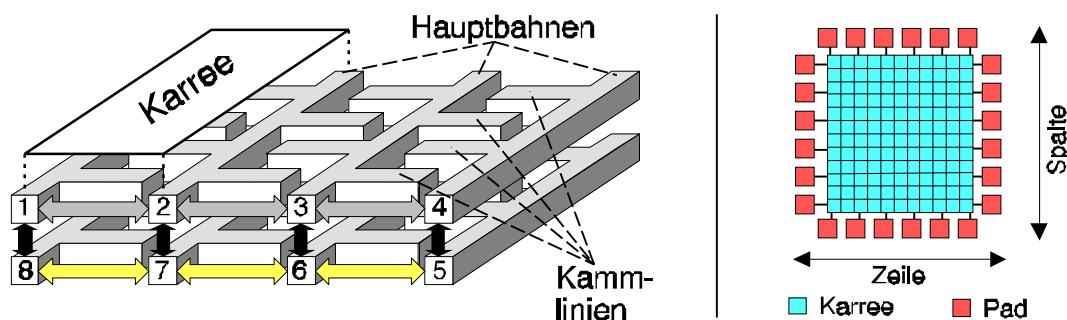 Hauptbahnen
Karree
1 2 3 4
8 7 6 5
Kamm-
linien
Spalte
Zeile
Karree Pad